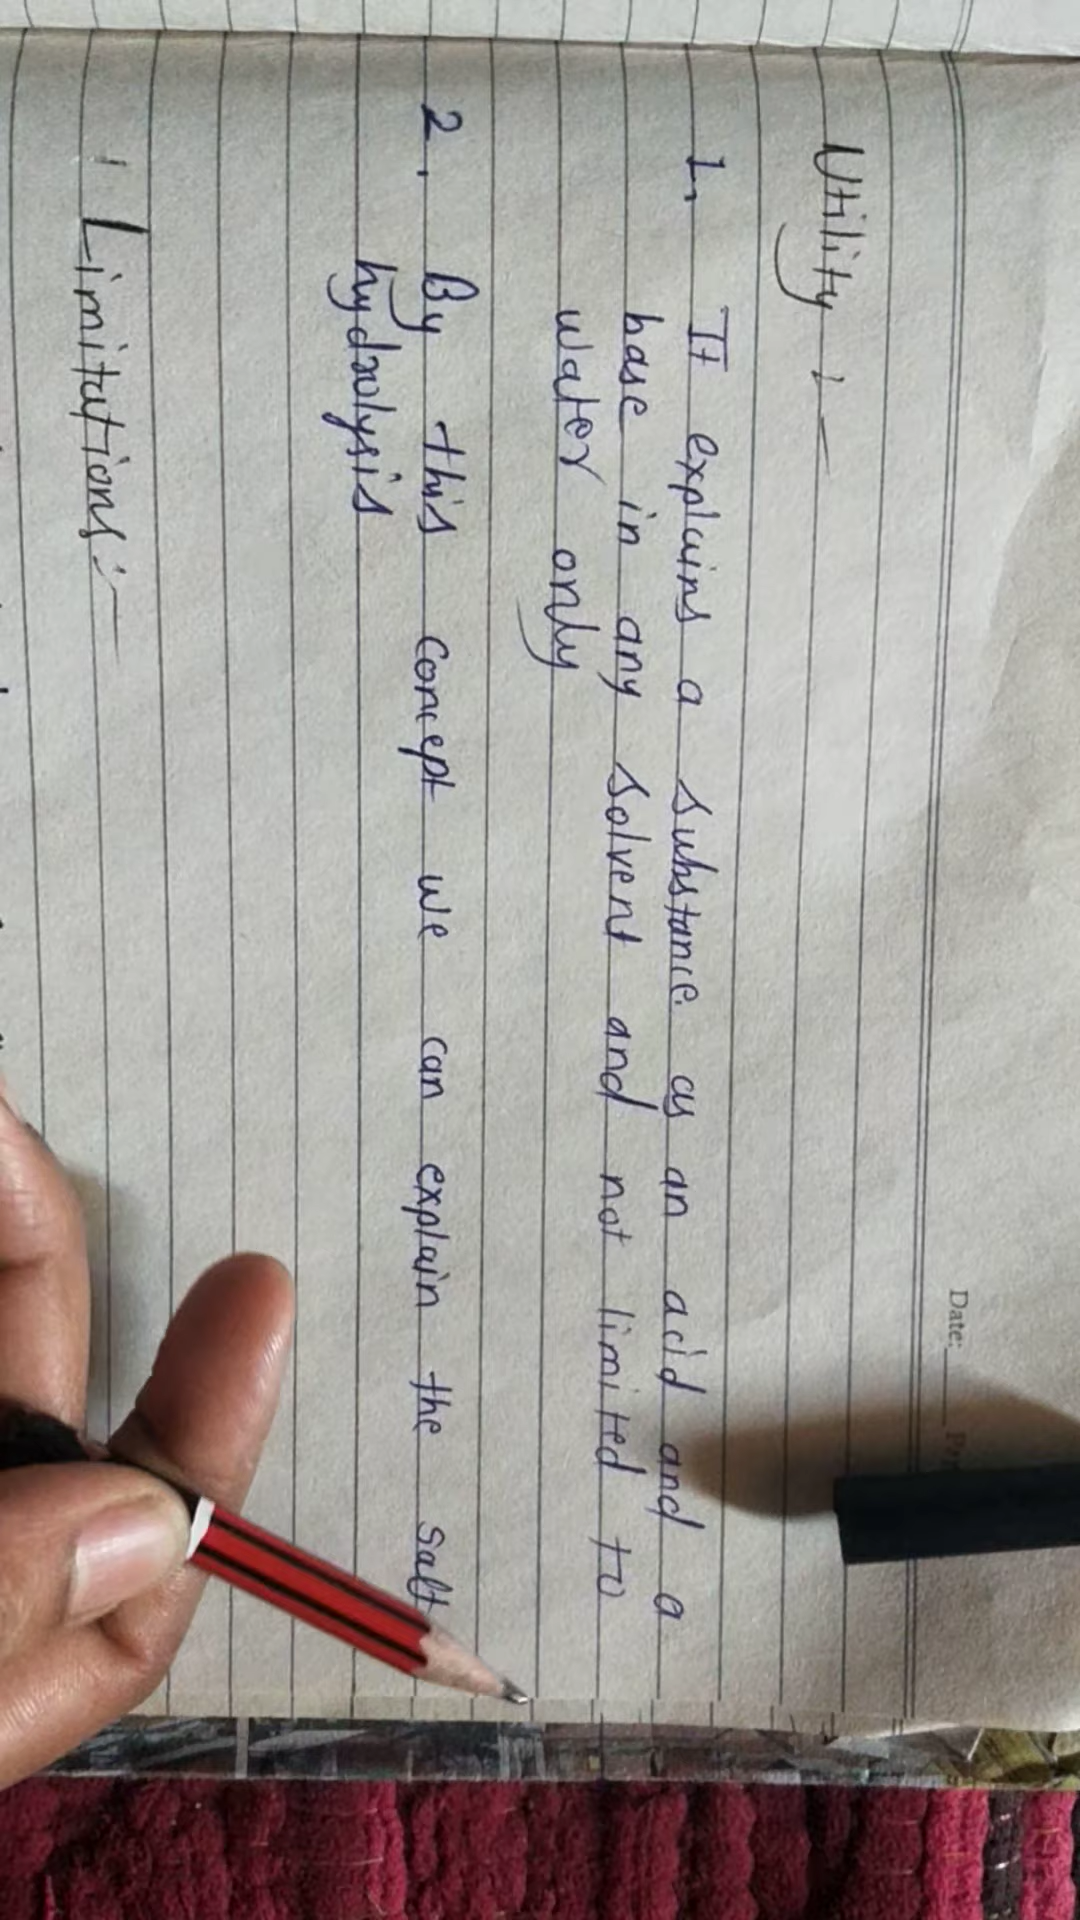 Date:
Utility :-
1, It explains a substance as an acid and a
base in any solvent and not limited to
water only
2. By this concept we can explain the salt
hydrolysis
Limitations:-